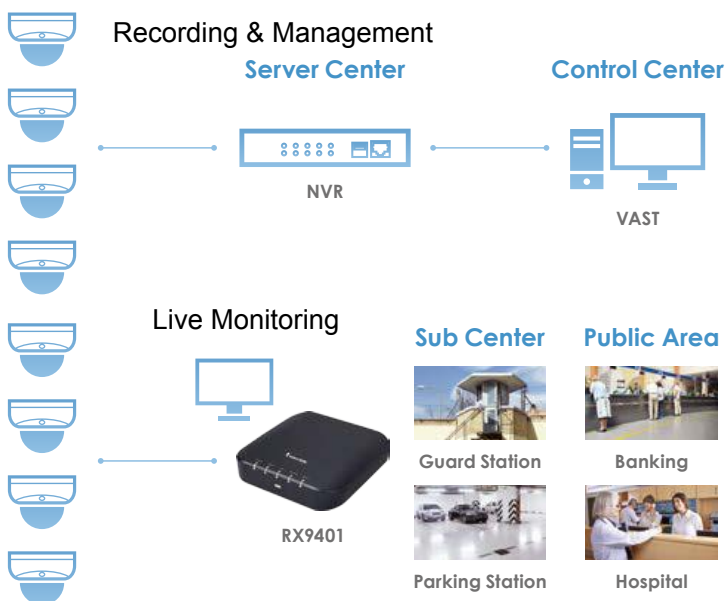 Recording & Management
Server Center
Control Center
NVR
VAST
Live Monitoring
Sub Center
Public Area
Guard Station
Banking
RX9401
Parking Station
Hospital